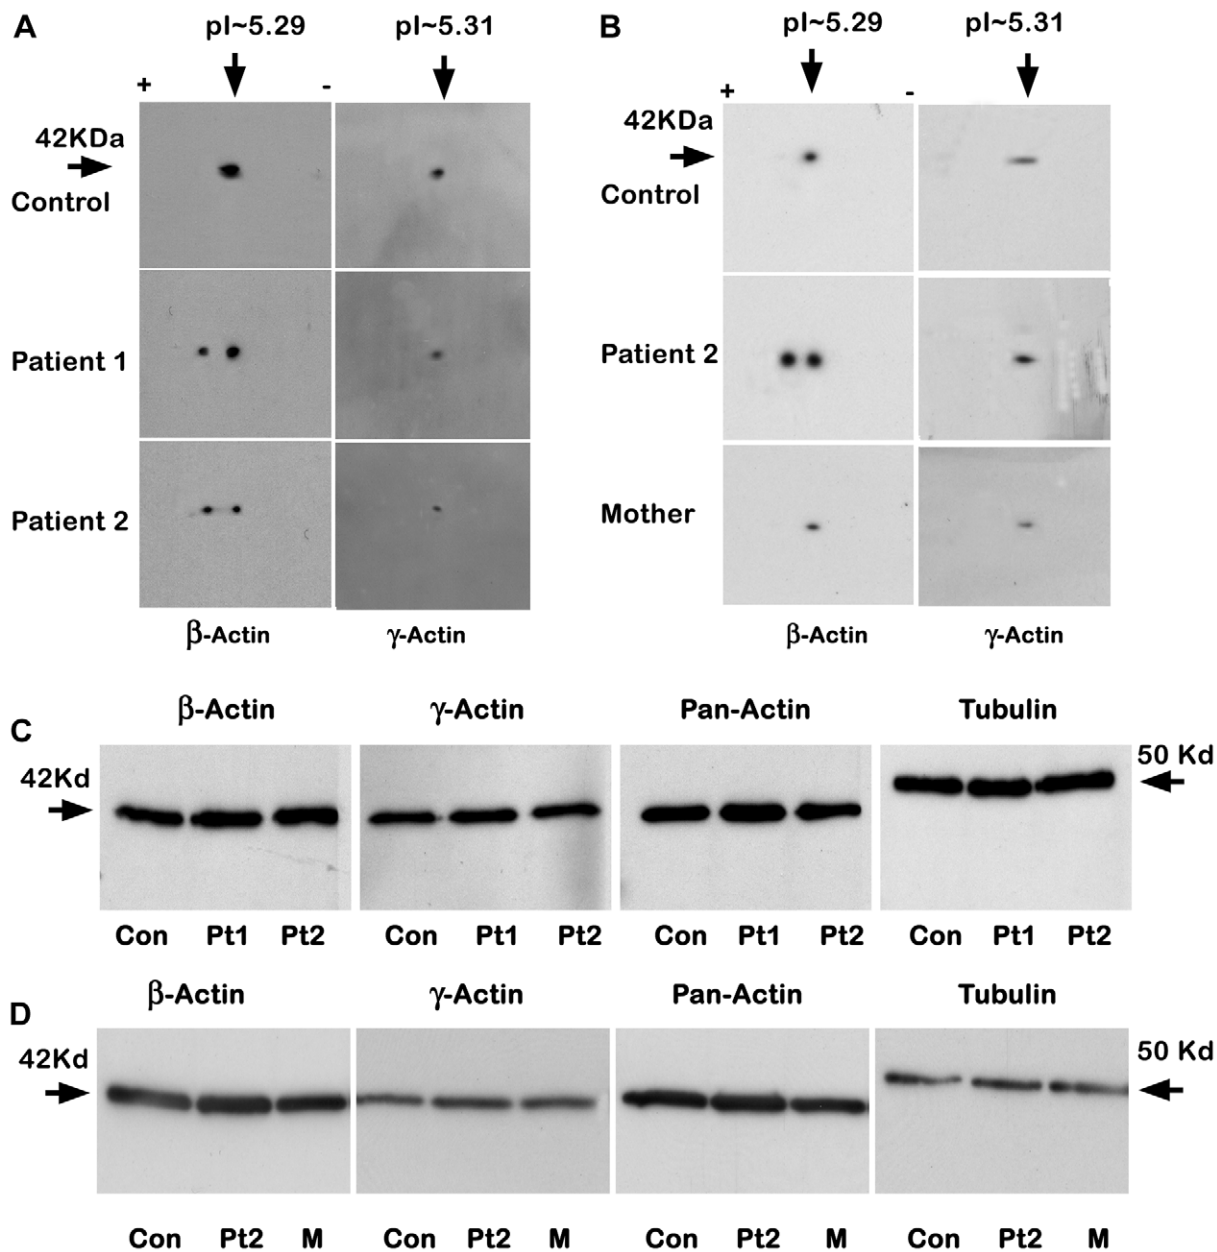 A
pI~5.29
pI~5.31
+
-
42KDa
Control
Patient 1
Patient 2
β-Actin
γ-Actin
B
pI~5.29
pI~5.31
+
-
42KDa
Control
Patient 2
Mother
β-Actin
γ-Actin
C
β-Actin
γ-Actin
Pan-Actin
Tubulin
42Kd
50 Kd
Con Pt1 Pt2
Con Pt1 Pt2
Con Pt1 Pt2
Con Pt1 Pt2
D
β-Actin
γ-Actin
Pan-Actin
Tubulin
42Kd
50 Kd
Con Pt2 M
Con Pt2 M
Con Pt2 M
Con Pt2 M